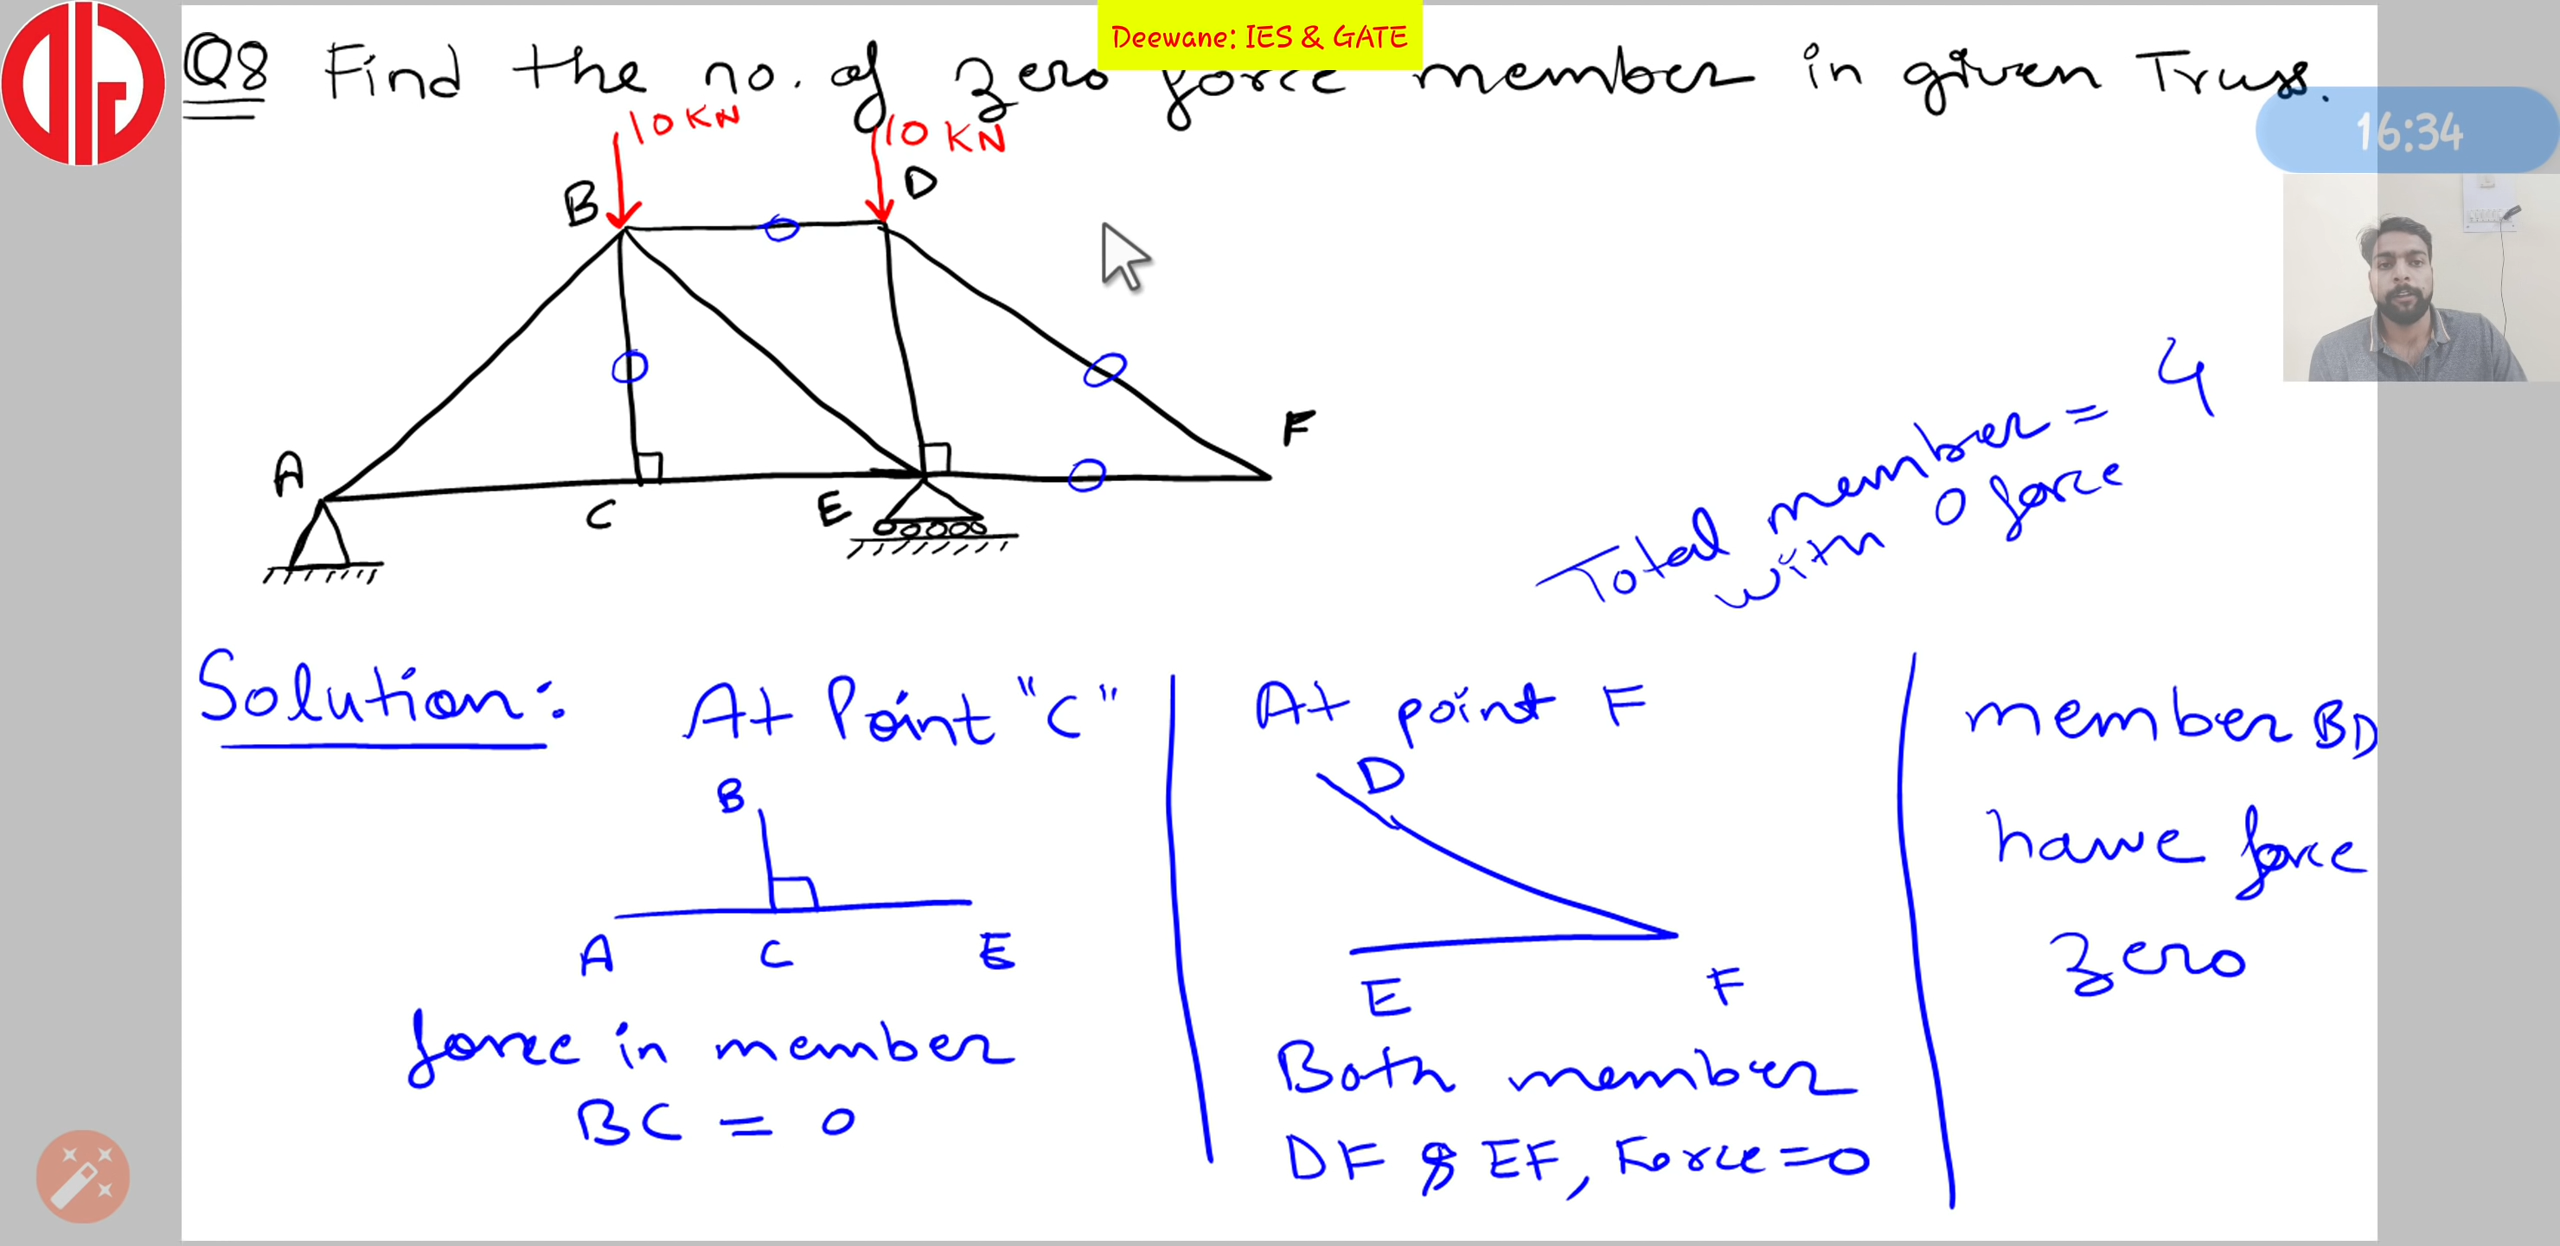 Deewane: IES & GATE
Q8 Find the no. of zero force member in given Truss.
16:34
10 KN
10 KN
B
D
A
C
E
F
Total member = 4
with 0 force
Solution:
At Point "C"
B
A
C
E
force in member
BC = 0
At point F
D
E
F
Both member
DF & EF, Force=0
member BD
hawe force
zero